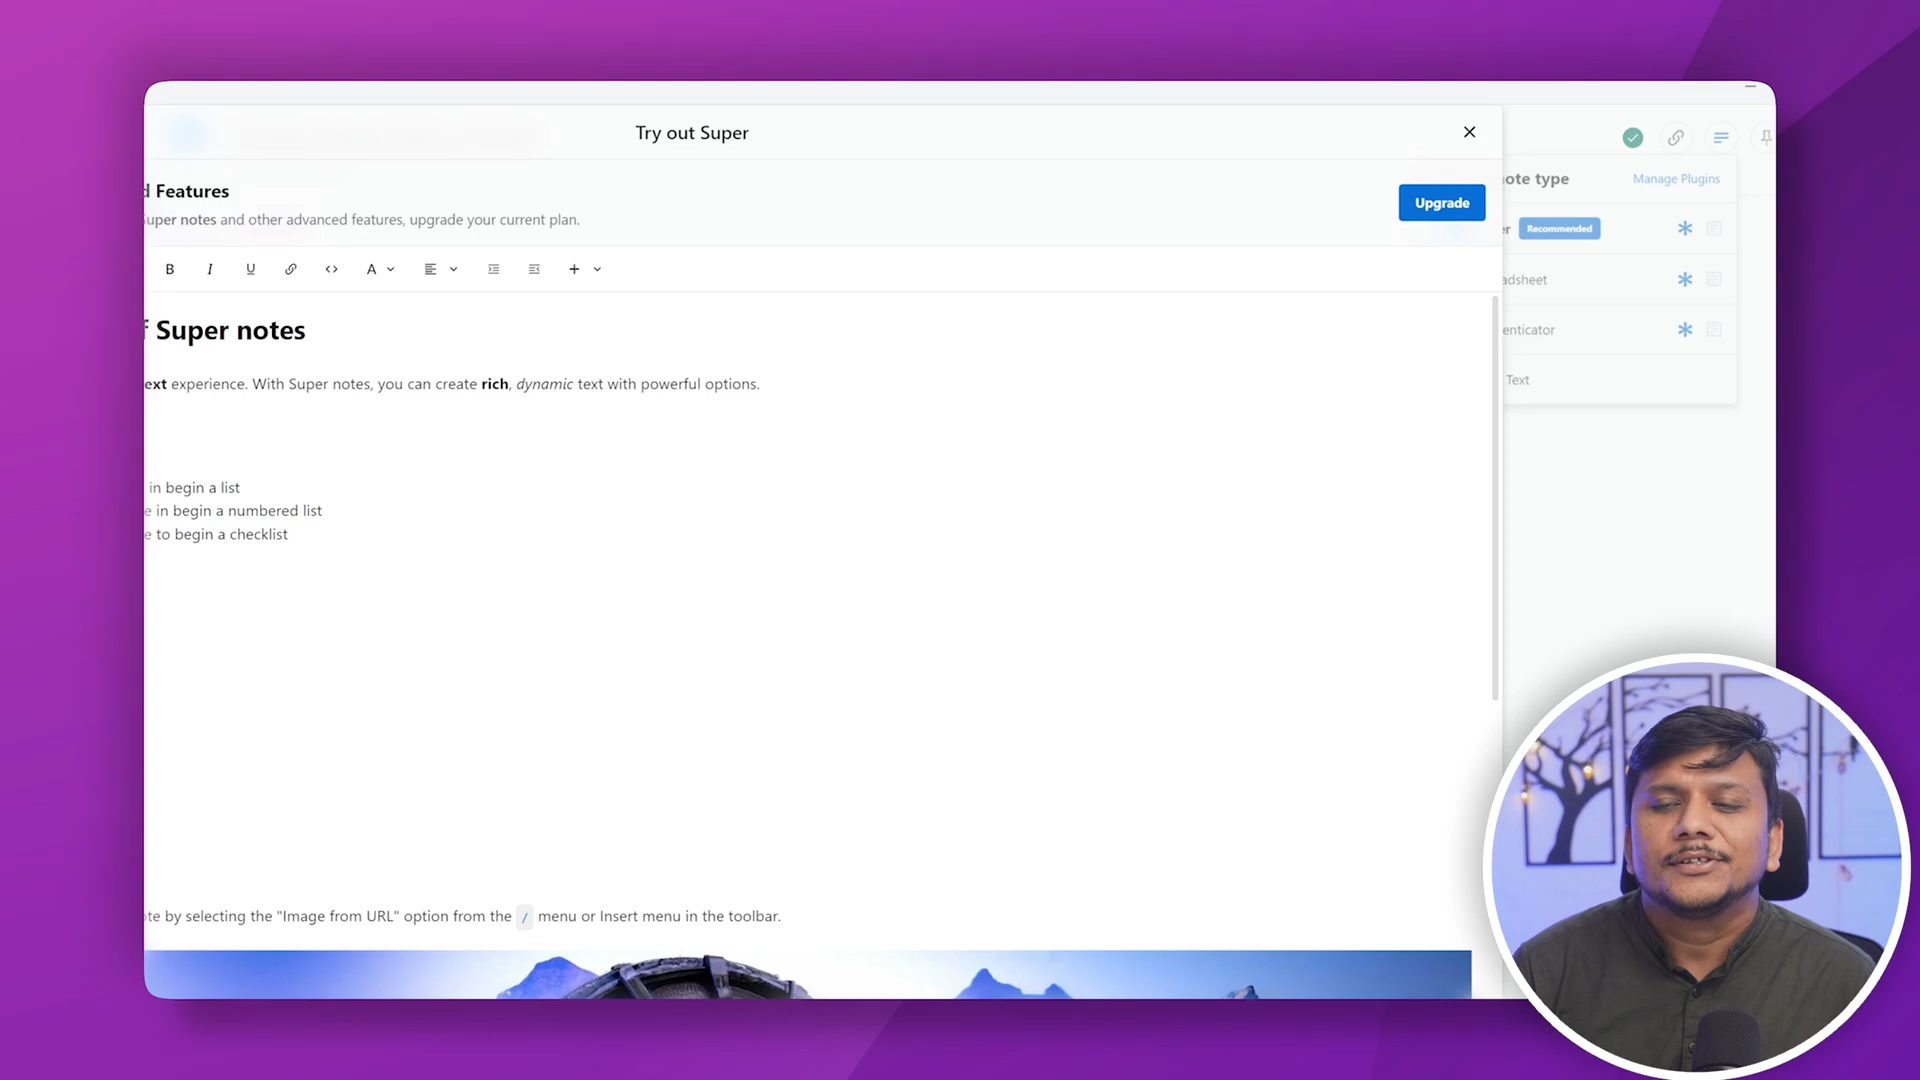 Try out Super
Features
Super notes and other advanced features, upgrade your current plan.
Upgrade
B I U A
Super notes
ext experience. With Super notes, you can create rich, dynamic text with powerful options.
in begin a list
e in begin a numbered list
e to begin a checklist
by selecting the "Image from URL" option from the / menu or Insert menu in the toolbar.
ote type
Manage Plugins
er Recommended
adsheet
enticator
Text